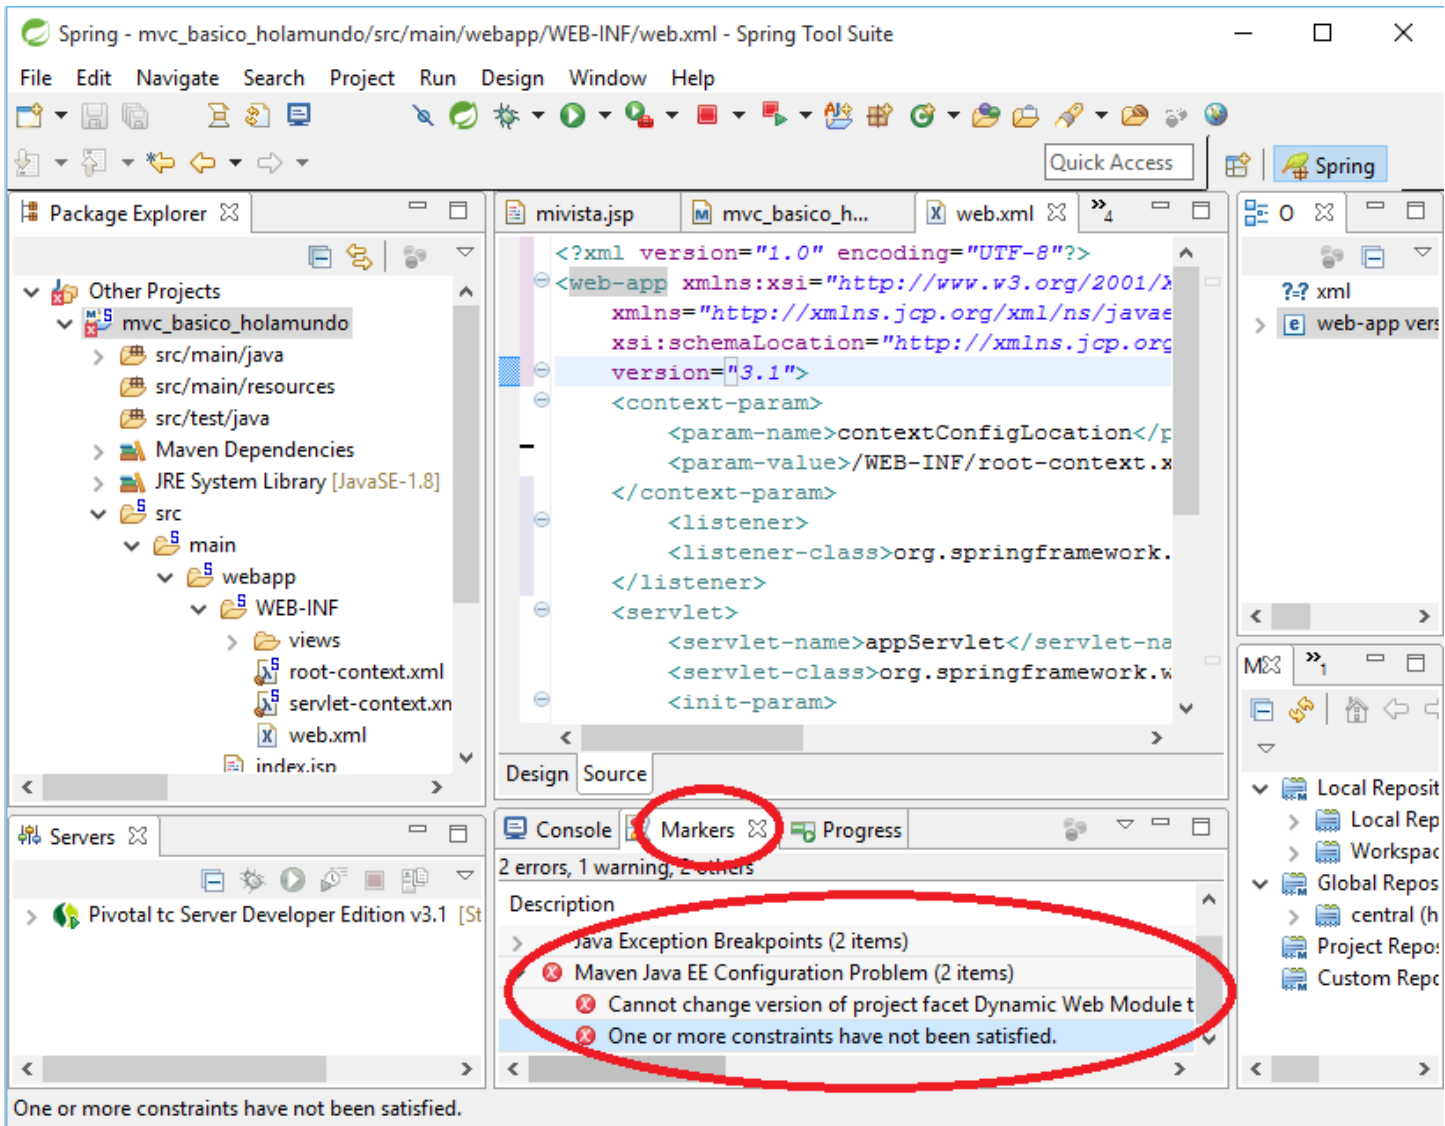 Spring - mvc_basico_holamundo/src/main/webapp/WEB-INF/web.xml - Spring Tool Suite
File Edit Navigate Search Project Run Design Window Help
Quick Access
Spring
Package Explorer
Other Projects
mvc_basico_holamundo
src/main/java
src/main/resources
src/test/java
Maven Dependencies
JRE System Library [JavaSE-1.8]
src
main
webapp
WEB-INF
views
root-context.xml
servlet-context.xn
web.xml
index.jsp
mivista.jsp
mvc_basico_h...
web.xml
4
<?xml version="1.0" encoding="UTF-8"?>
<web-app xmlns:xsi="http://www.w3.org/2001/X
xmlns="http://xmlns.jcp.org/xml/ns/javae
xsi:schemaLocation="http://xmlns.jcp.org
version="3.1">
<context-param>
<param-name>contextConfigLocation</p
<param-value>/WEB-INF/root-context.x
</context-param>
<listener>
<listener-class>org.springframework.
</listener>
<servlet>
<servlet-name>appServlet</servlet-na
<servlet-class>org.springframework.w
<init-param>
Design Source
O
?=? xml
e web-app vers
M
1
Local Reposit
Local Rep
Workspac
Global Repos
central (h
Project Repo
Custom Repc
Servers
Pivotal tc Server Developer Edition v3.1 [St
Console Markers Progress
2 errors, 1 warning, 2 others
Description
Java Exception Breakpoints (2 items)
Maven Java EE Configuration Problem (2 items)
Cannot change version of project facet Dynamic Web Module t
One or more constraints have not been satisfied.
One or more constraints have not been satisfied.